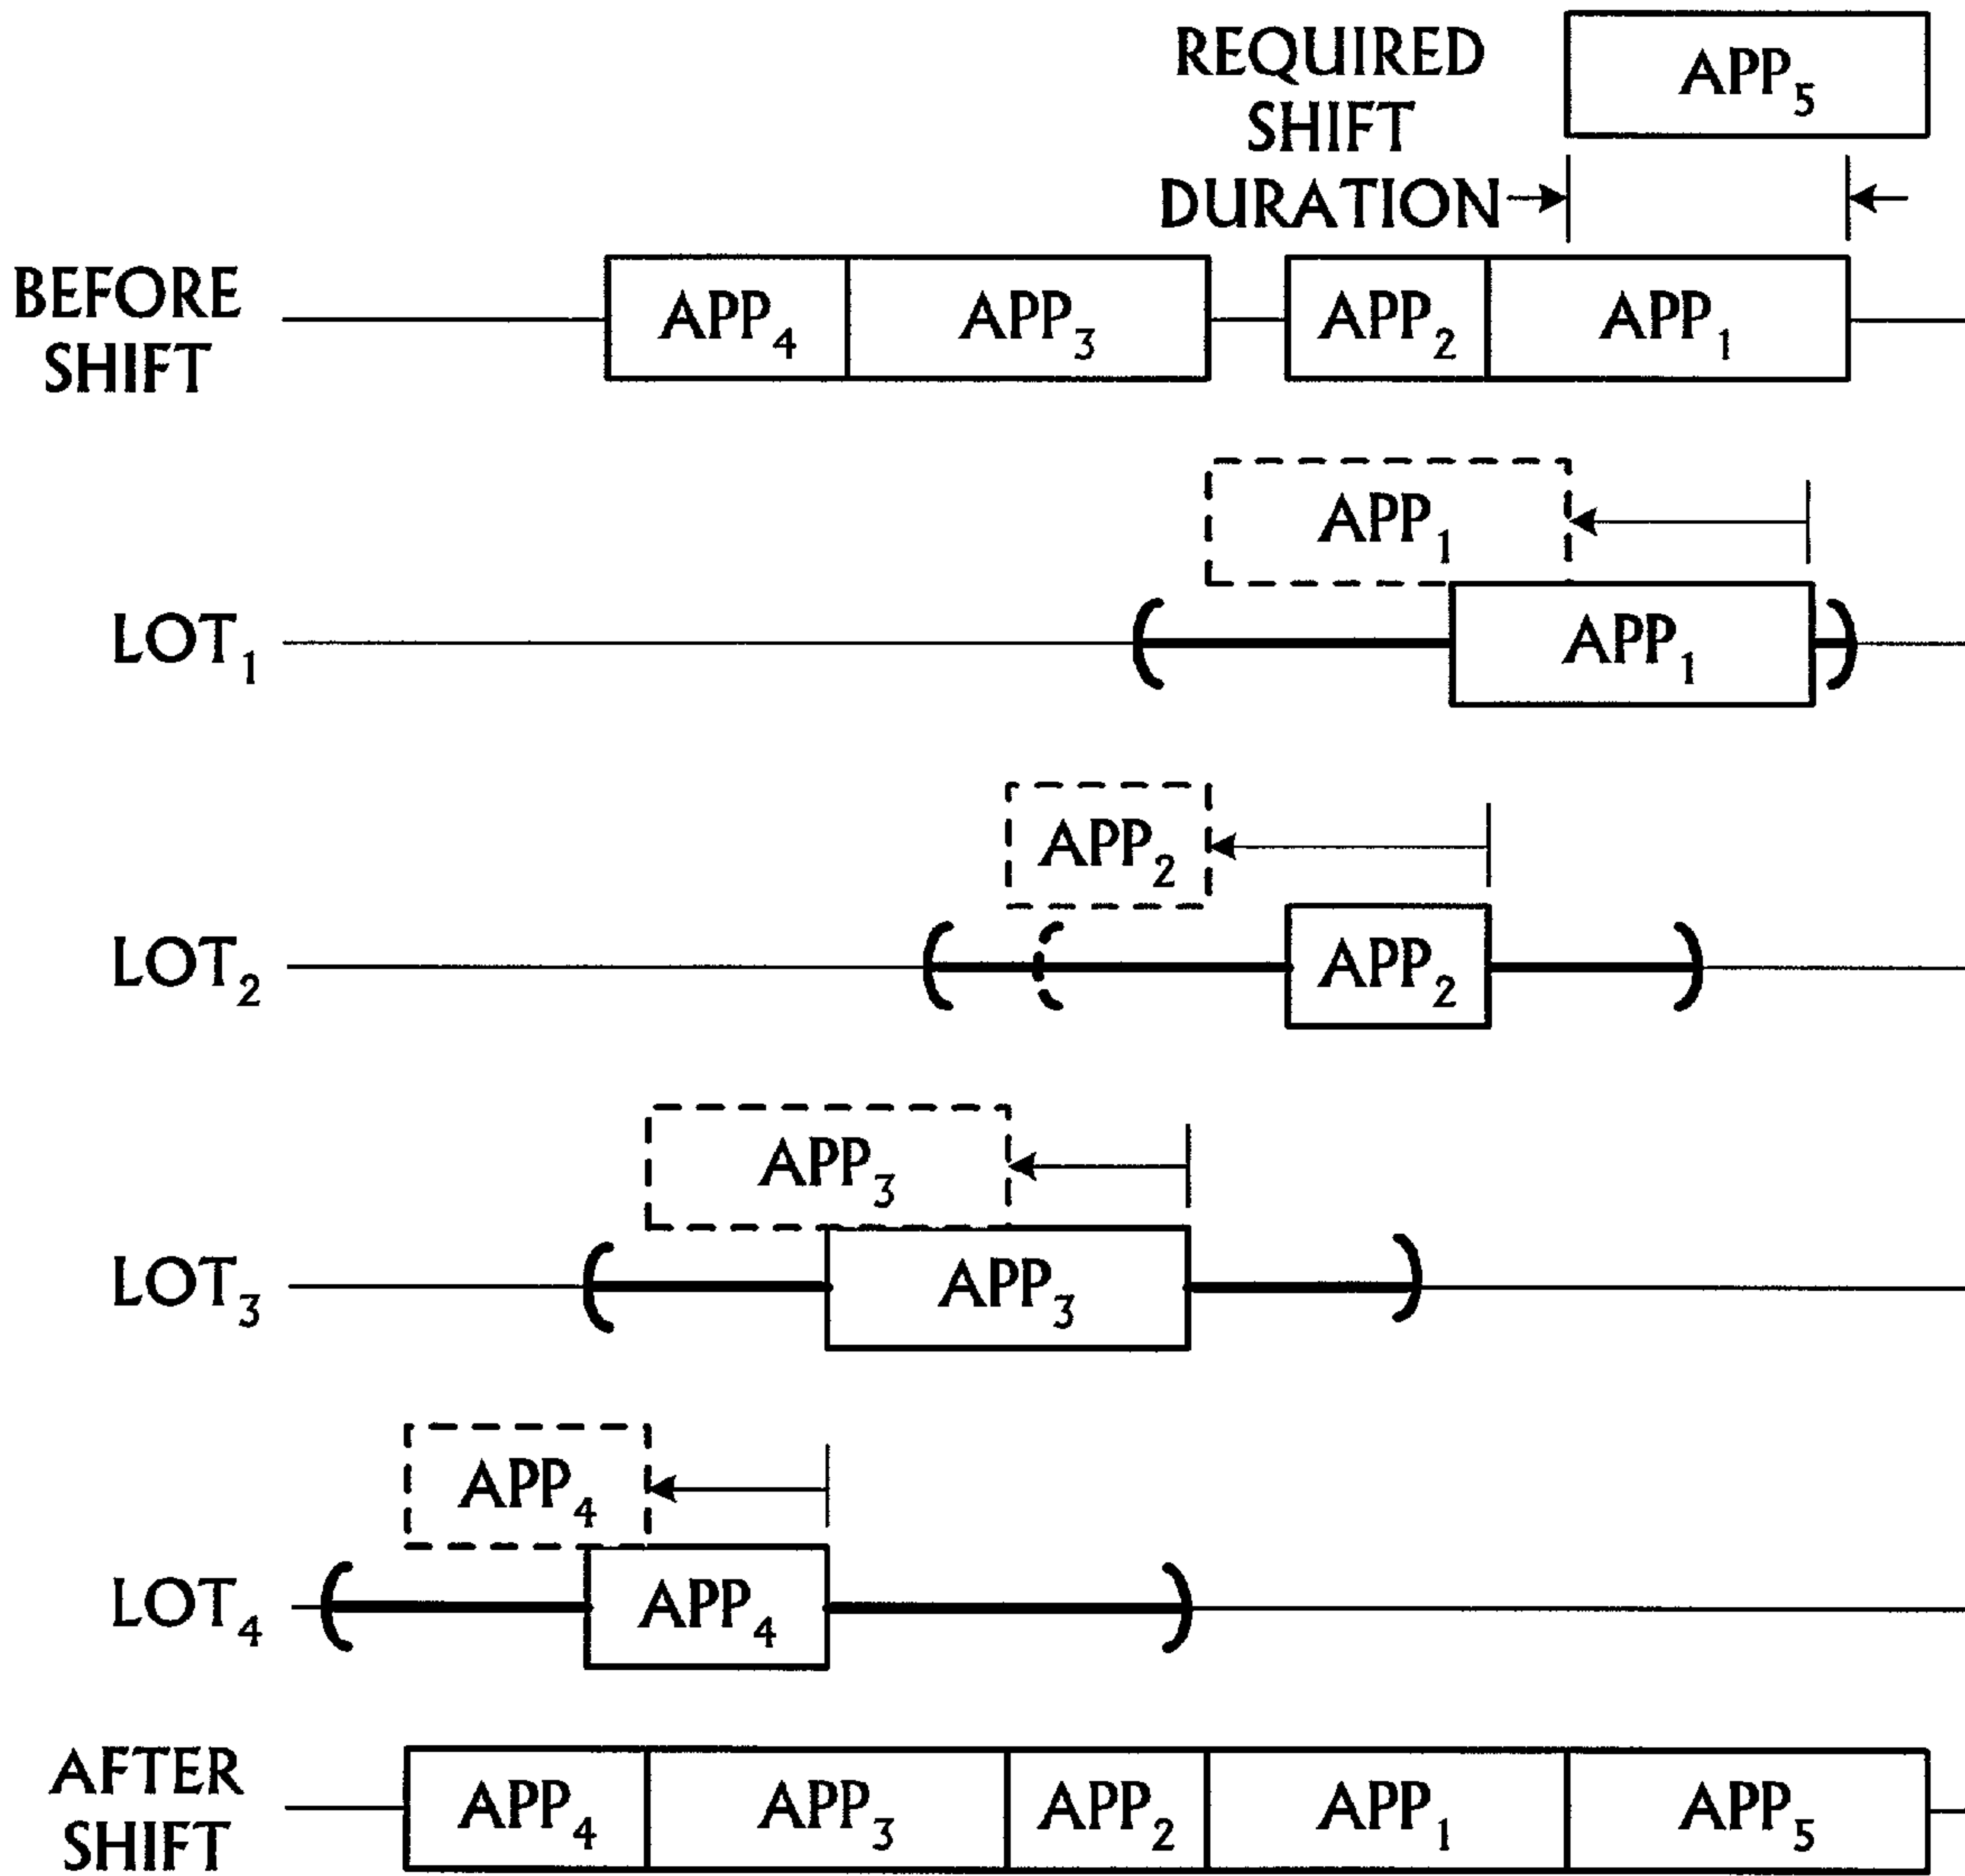 REQUIRED
SHIFT
DURATION
APP5
BEFORE
SHIFT
APP4 APP3 APP2 APP1
APP1
LOT1 APP1
APP2
LOT2 APP2
APP3
LOT3 APP3
APP4
LOT4 APP4
AFTER
SHIFT
APP4 APP3 APP2 APP1 APP5